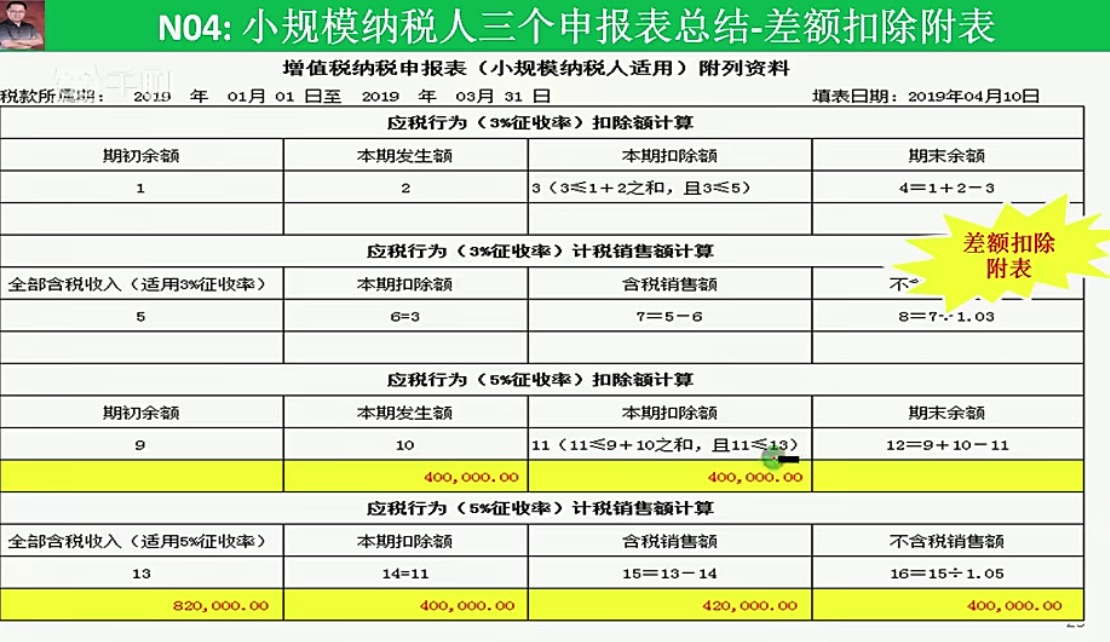 N04: 小规模纳税人三个申报表总结-差额扣除附表
增值税纳税申报表（小规模纳税人适用）附列资料
税款所属期： 2019 年 01月 01 日至 2019 年 03月 31 日 填表日期：2019年04月10日
应税行为（3%征收率）扣除额计算
期初余额 本期发生额 本期扣除额 期末余额
1 2 3（3≤1＋2之和，且3≤5） 4＝1＋2－3
应税行为（3%征收率）计税销售额计算
差额扣除
附表
全部含税收入（适用3%征收率） 本期扣除额 含税销售额 不
5 6=3 7＝5－6 8＝7÷1.03
应税行为（5%征收率）扣除额计算
期初余额 本期发生额 本期扣除额 期末余额
9 10 11（11≤9＋10之和，且11≤13） 12＝9＋10－11
400,000.00 400,000.00
应税行为（5%征收率）计税销售额计算
全部含税收入（适用5%征收率） 本期扣除额 含税销售额 不含税销售额
13 14=11 15＝13－14 16＝15÷1.05
820,000.00 400,000.00 420,000.00 400,000.00